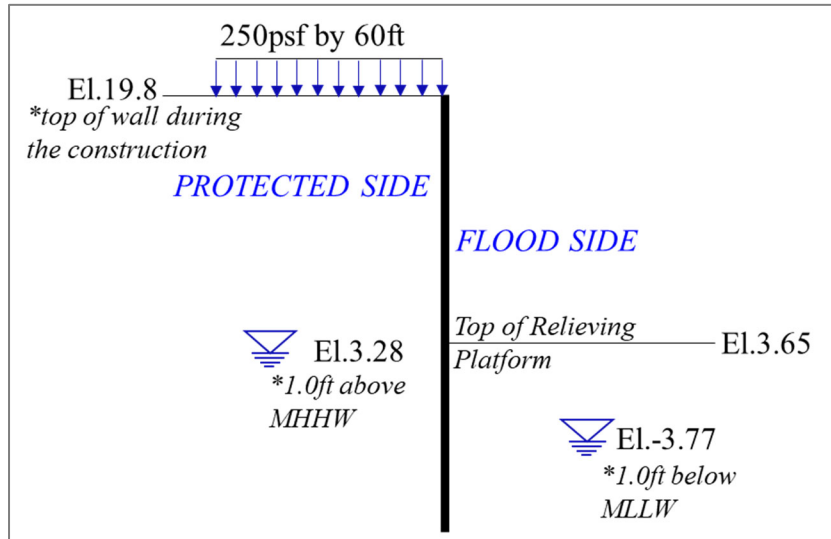 250psf by 60ft
El.19.8
*top of wall during
the construction
PROTECTED SIDE
FLOOD SIDE
Top of Relieving
Platform
El.3.65
El.3.28
*1.0ft above
MHHW
El.-3.77
*1.0ft below
MLLW